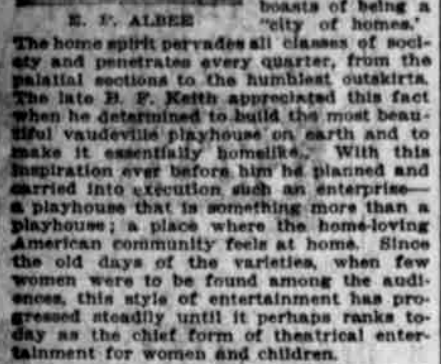 boasts of being a
E. F. ALBEE "city of homes."
The home spirit pervades all classes of soci-
ety and penetrates every quarter, from the
palatial sections to the humblest outskirts.
The late B. F. Keith appreciated this fact
when he determined to build the most beau-
tiful vaudeville playhouse on earth and to
make it essentially homelike. With this
inspiration ever before him he planned and
carried into execution such an enterprise—
a playhouse that is something more than a
playhouse; a place where the home-loving
American community feels at home. Since
the old days of the varieties, when few
women were to be found among the audi-
ences, this style of entertainment has pro-
gressed steadily until it perhaps ranks to-
day as the chief form of theatrical enter-
tainment for women and children.